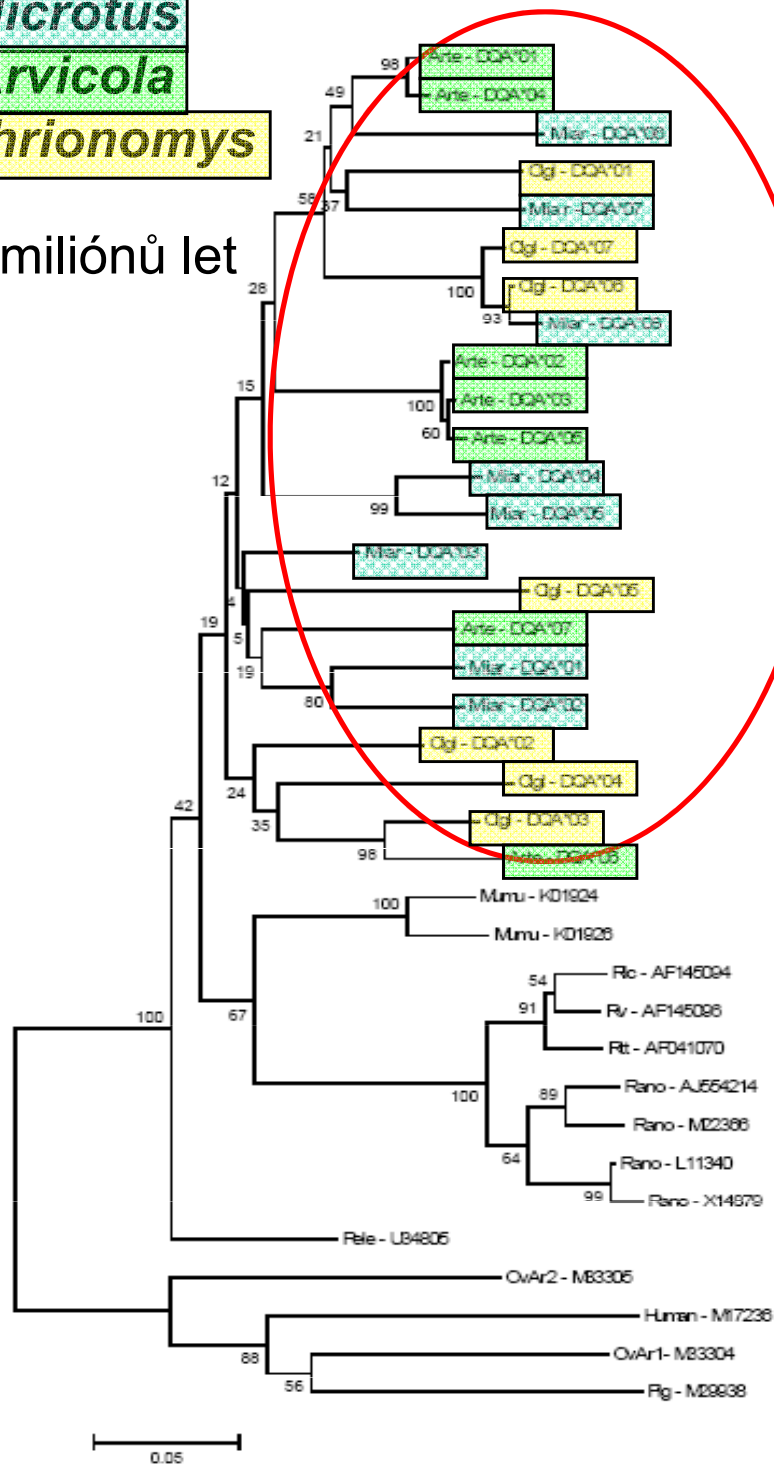 licrotus
rvicola
hrionomys
miliónů let
98
Arte - DQA*01
49
Arte - DQA*04
21
Miar - DQA*08
Clgl - DQA*01
58
37
Miar - DQA*07
Clgl - DQA*07
28
100
Clgl - DQA*06
93
Miar - DQA*09
Arte - DQA*02
15
100
Arte - DQA*03
60
Arte - DQA*05
Miar - DQA*04
12
99
Miar - DQA*05
Miar - DQA*03
4
Clgl - DQA*05
19
5
Arte - DQA*07
19
Miar - DQA*01
80
Miar - DQA*02
Clgl - DQA*02
24
Clgl - DQA*04
42
35
Clgl - DQA*03
98
100
Mumu - K01924
Mumu - K01926
54
Rlc - AF145094
91
Rv - AF145096
67
100
Rtt - AF041070
100
89
Rano - AJ554214
Rano - M22366
64
Rano - L11340
99
Rano - X14879
Pele - U34805
OvAr2 - M33305
Human - M17236
88
OvAr1 - M33304
56
Pig - M29938
0.05